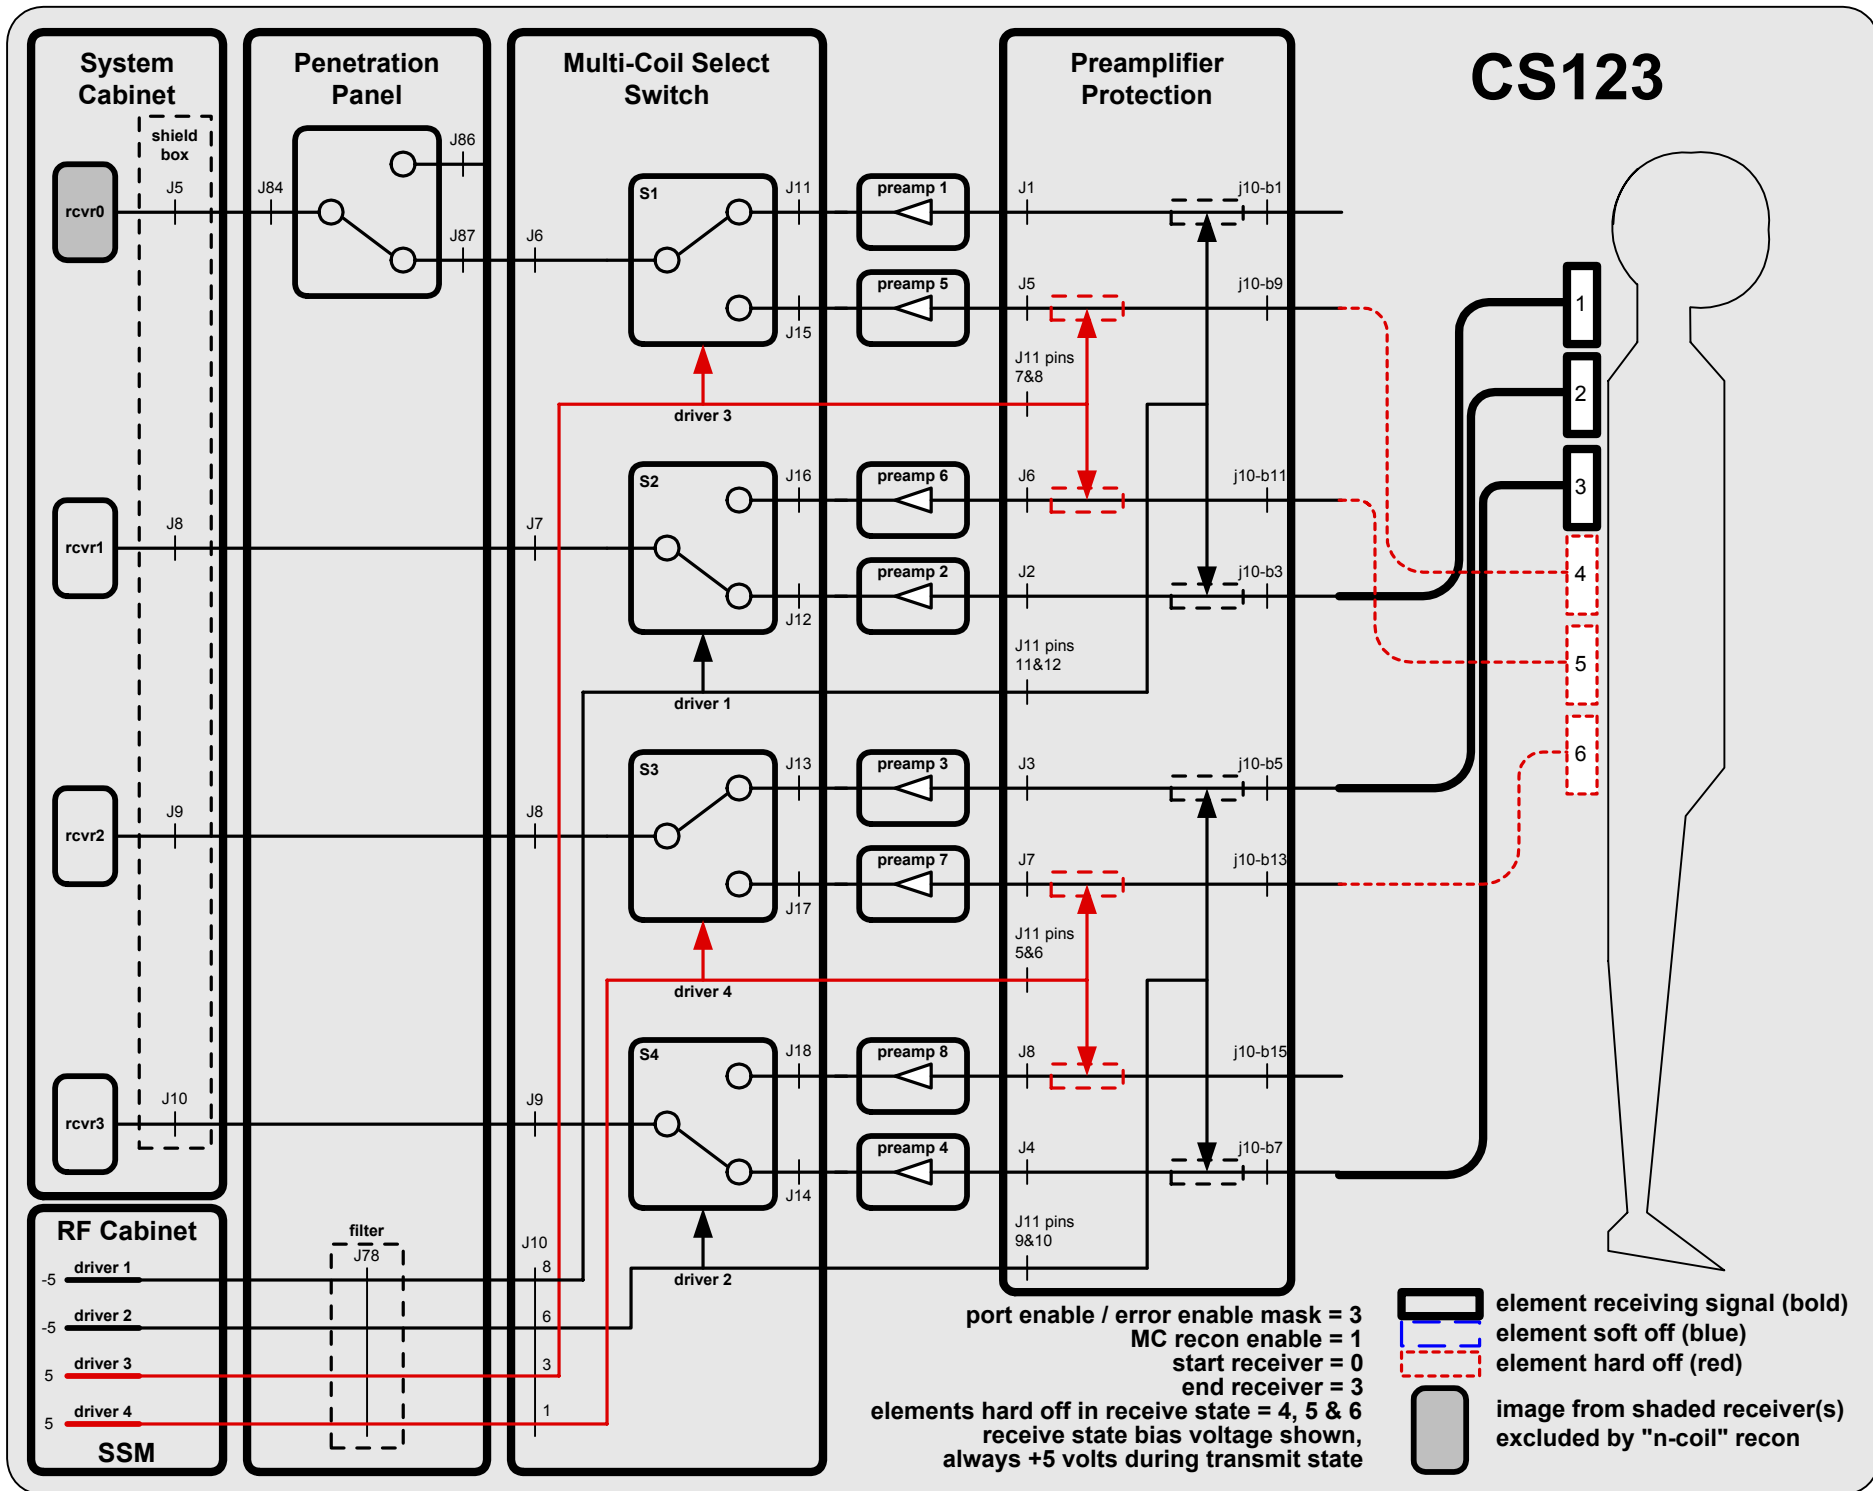 System
Cabinet
Penetration
Panel
Multi-Coil Select
Switch
Preamplifier
Protection
CS123
shield
box
rcvr0
J5
J84
J86
J87
J6
S1
J11
J15
preamp 1
preamp 5
J1
J5
j10-b1
j10-b9
J11 pins
7&8
driver 3
1
2
3
4
5
6
rcvr1
J8
J7
S2
J16
J12
preamp 6
preamp 2
J6
J2
j10-b11
j10-b3
J11 pins
11&12
driver 1
rcvr2
J9
J8
S3
J13
J17
preamp 3
preamp 7
J3
J7
j10-b5
j10-b13
J11 pins
5&6
driver 4
rcvr3
J10
J9
S4
J18
J14
preamp 8
preamp 4
J8
J4
j10-b15
j10-b7
J11 pins
9&10
driver 2
RF Cabinet
-5 driver 1
-5 driver 2
5 driver 3
5 driver 4
SSM
filter
J78
J10
8
6
3
1
port enable / error enable mask = 3
MC recon enable = 1
start receiver = 0
end receiver = 3
elements hard off in receive state = 4, 5 & 6
receive state bias voltage shown,
always +5 volts during transmit state
element receiving signal (bold)
element soft off (blue)
element hard off (red)
image from shaded receiver(s)
excluded by "n-coil" recon